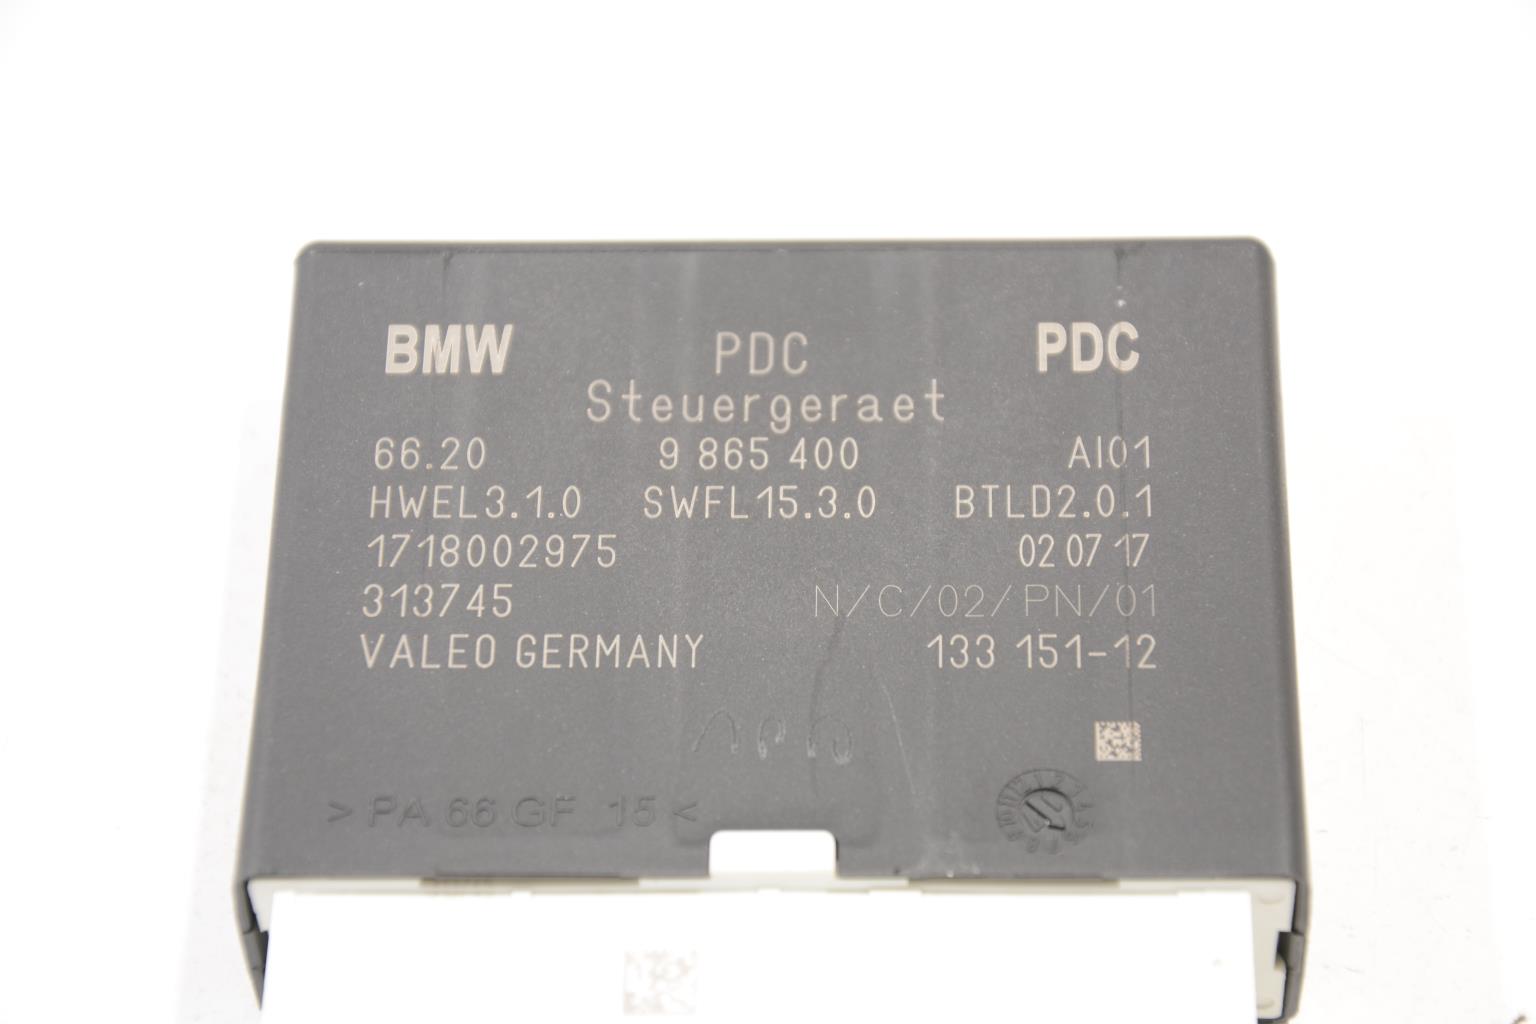 BMW PDC PDC
Steuergeraet
66.20 9 865 400 AI01
HWEL3.1.0 SWFL15.3.0 BTLD2.0.1
1718002975 02 07 17
313745 N/C/02/PN/01
VALEO GERMANY 133 151-12
> PA 66 GF 15 <